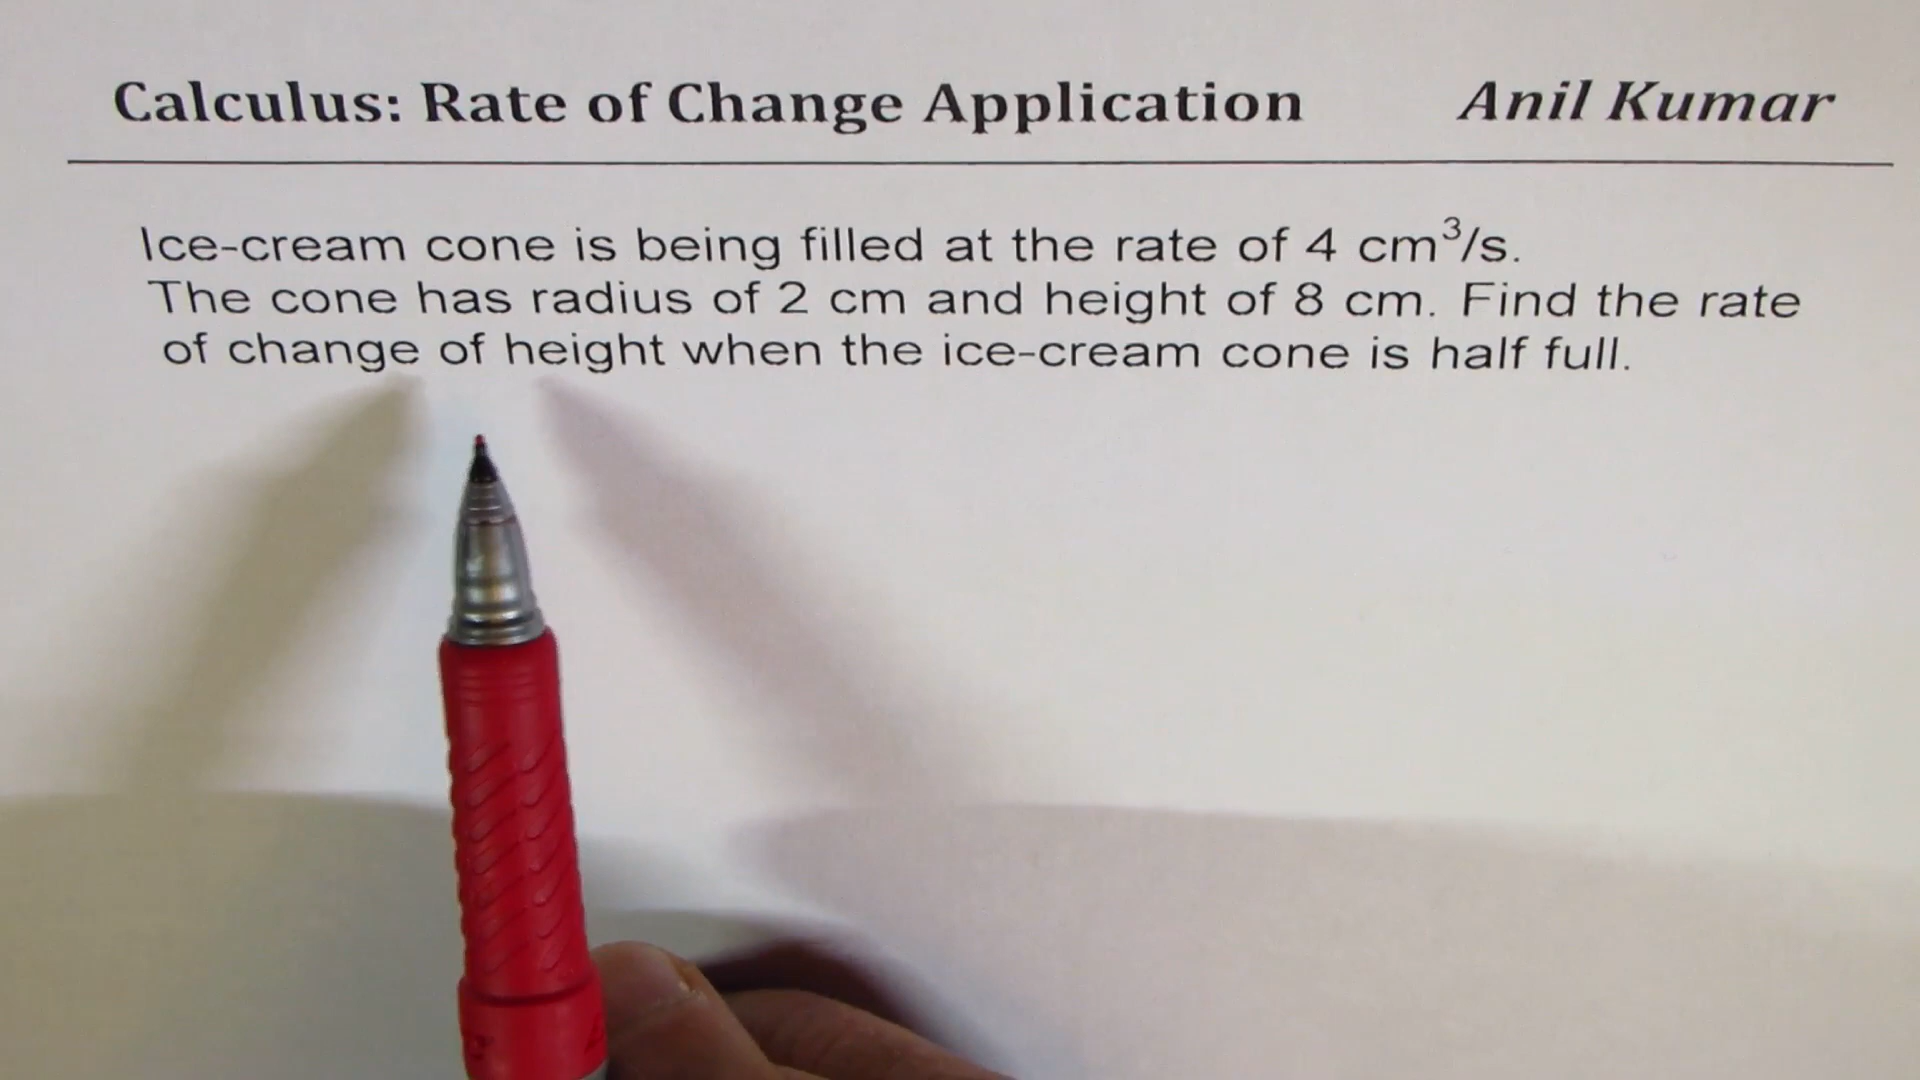 Calculus: Rate of Change Application Anil Kumar
Ice-cream cone is being filled at the rate of 4 cm³/s.
The cone has radius of 2 cm and height of 8 cm. Find the rate
of change of height when the ice-cream cone is half full.